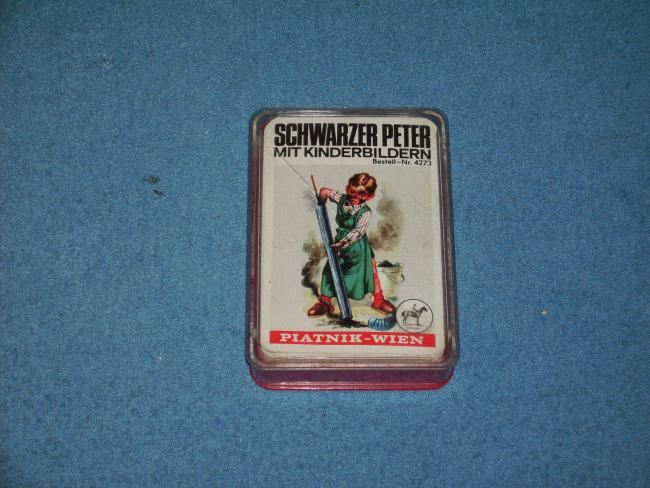 SCHWARZER PETER
MIT KINDERBILDERN
Bestell-Nr. 4273
PIATNIK-WIEN